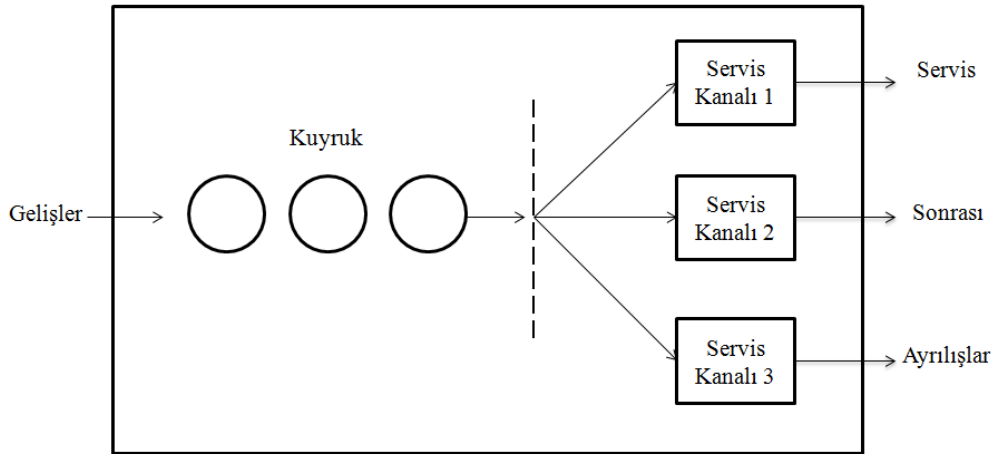 Servis
Kanalı 1
Servis
Kuyruk
Gelişler
Servis
Kanalı 2
Sonrası
Servis
Kanalı 3
Ayrılışlar